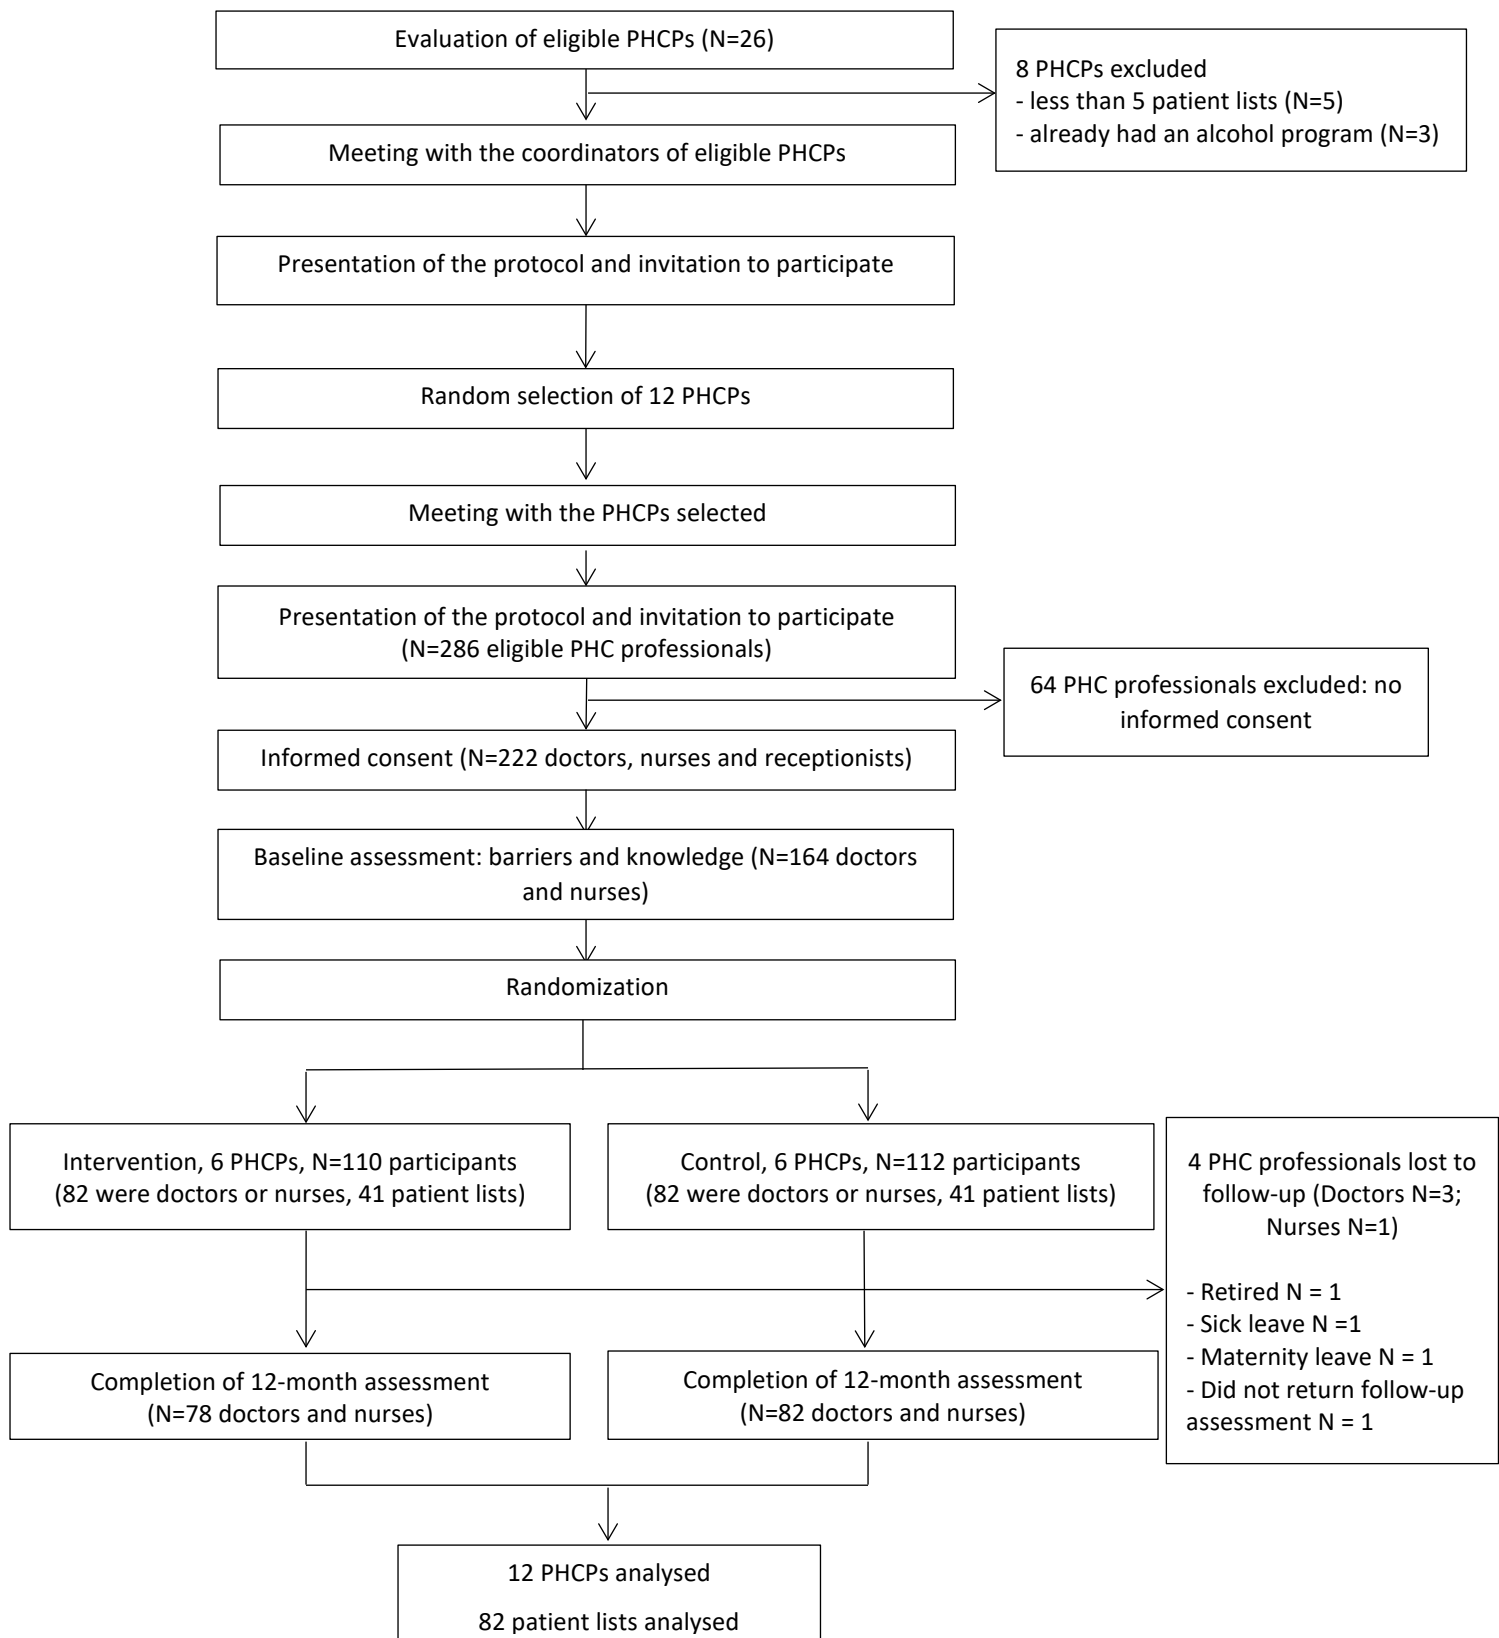 Evaluation of eligible PHCPs (N=26)
8 PHCPs excluded
- less than 5 patient lists (N=5)
- already had an alcohol program (N=3)
Meeting with the coordinators of eligible PHCPs
Presentation of the protocol and invitation to participate
Random selection of 12 PHCPs
Meeting with the PHCPs selected
Presentation of the protocol and invitation to participate
(N=286 eligible PHC professionals)
64 PHC professionals excluded: no
informed consent
Informed consent (N=222 doctors, nurses and receptionists)
Baseline assessment: barriers and knowledge (N=164 doctors
and nurses)
Randomization
Intervention, 6 PHCPs, N=110 participants
(82 were doctors or nurses, 41 patient lists)
Control, 6 PHCPs, N=112 participants
(82 were doctors or nurses, 41 patient lists)
4 PHC professionals lost to
follow-up (Doctors N=3;
Nurses N=1)
- Retired N = 1
- Sick leave N =1
- Maternity leave N = 1
- Did not return follow-up
assessment N = 1
Completion of 12-month assessment
(N=78 doctors and nurses)
Completion of 12-month assessment
(N=82 doctors and nurses)
12 PHCPs analysed
82 patient lists analysed